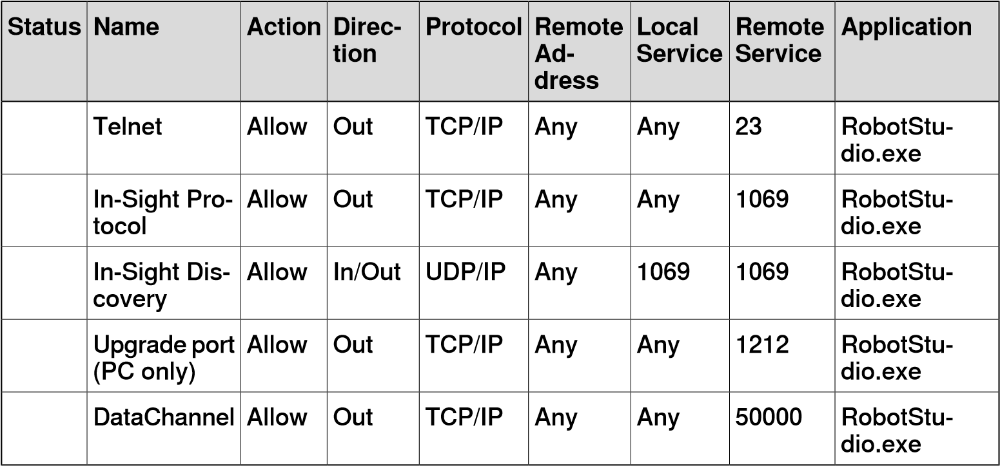 Status Name Action Direc- Protocol Remote Local Remote Application
tion Ad- Service Service
dress
Telnet Allow Out TCP/IP Any Any 23 RobotStu-
dio.exe
In-Sight Pro- Allow Out TCP/IP Any Any 1069 RobotStu-
tocol dio.exe
In-Sight Dis- Allow In/Out UDP/IP Any 1069 1069 RobotStu-
covery dio.exe
Upgrade port Allow Out TCP/IP Any Any 1212 RobotStu-
(PC only) dio.exe
DataChannel Allow Out TCP/IP Any Any 50000 RobotStu-
dio.exe